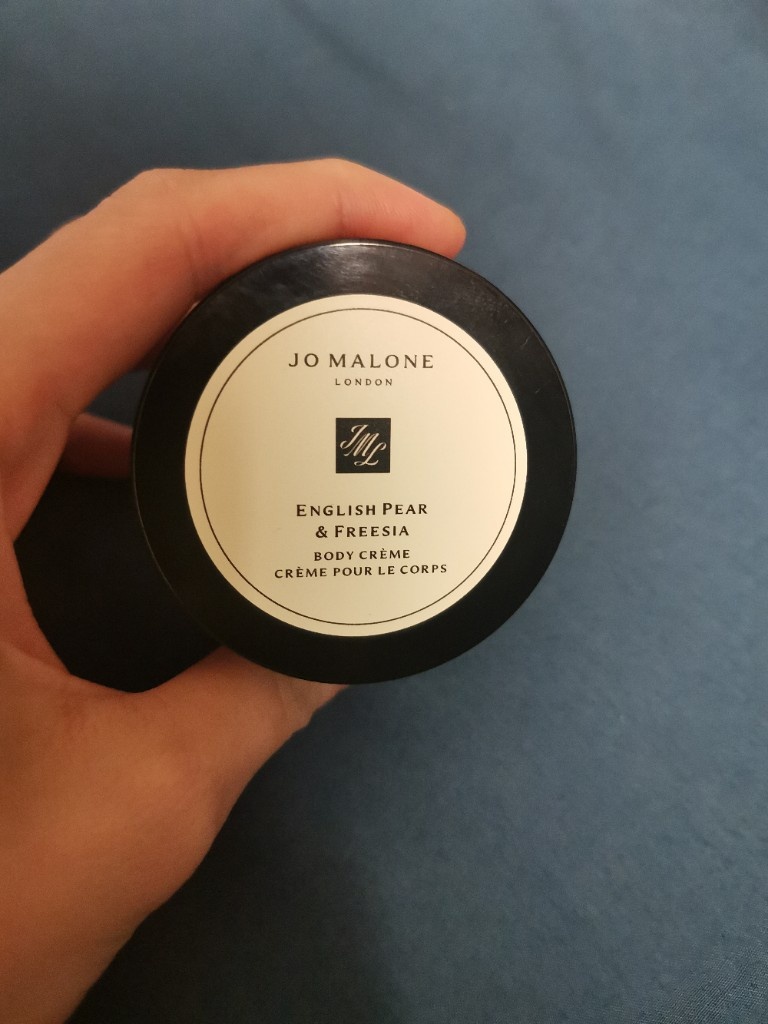 JO MALONE
LONDON
JML
ENGLISH PEAR
& FREESIA
BODY CRÈME
CRÈME POUR LE CORPS